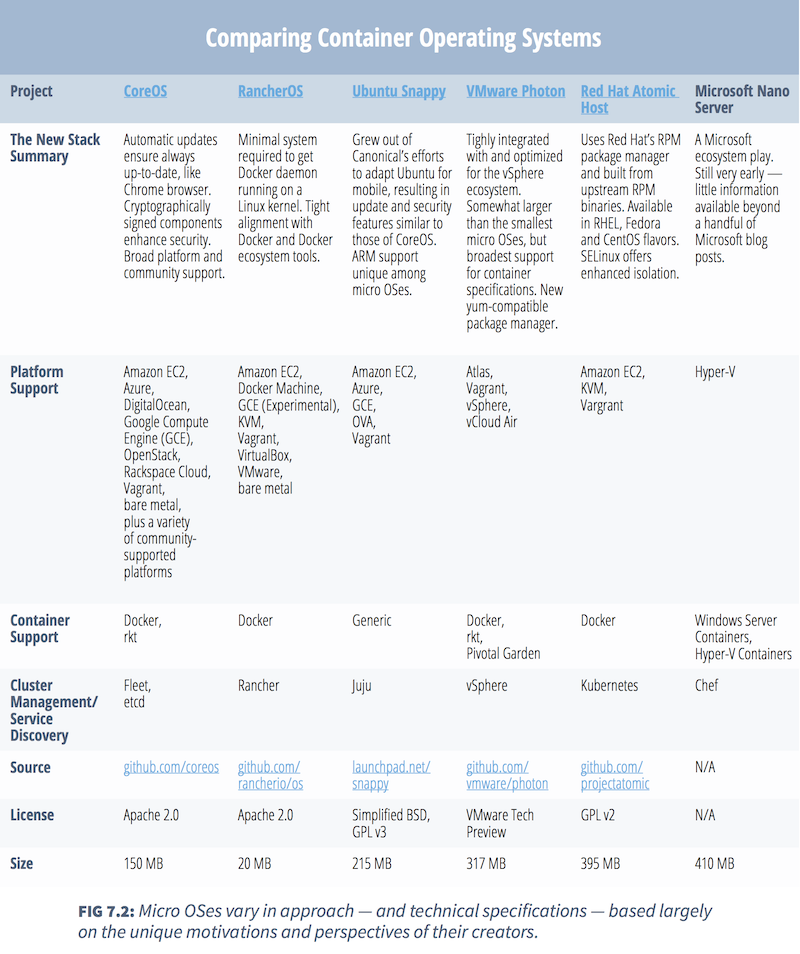 Comparing Container Operating Systems
Project
CoreOS
RancherOS
Ubuntu Snappy
VMware Photon
Red Hat Atomic
Host
Microsoft Nano
Server
The New Stack
Summary
Automatic updates
ensure always
up-to-date, like
Chrome browser.
Cryptographically
signed components
enhance security.
Broad platform and
community support.
Minimal system
required to get
Docker daemon
running on a
Linux kernel. Tight
alignment with
Docker and Docker
ecosystem tools.
Grew out of
Canonical’s efforts
to adapt Ubuntu for
mobile, resulting in
update and security
features similar to
those of CoreOS.
ARM support
unique among
micro OSes.
Tightly integrated
with and optimized
for the vSphere
ecosystem.
Somewhat larger
than the smallest
micro OSes, but
broadest support
for container
specifications. New
yum-compatible
package manager.
Uses Red Hat’s RPM
package manager
and built from
upstream RPM
binaries. Available
in RHEL, Fedora
and CentOS flavors.
SELinux offers
enhanced isolation.
A Microsoft
ecosystem play.
Still very early —
little information
available beyond
a handful of
Microsoft blog
posts.
Platform
Support
Amazon EC2,
Azure,
DigitalOcean,
Google Compute
Engine (GCE),
OpenStack,
Rackspace Cloud,
Vagrant,
bare metal,
plus a variety
of community-
supported
platforms
Amazon EC2,
Docker Machine,
GCE (Experimental),
KVM,
Vagrant,
VirtualBox,
VMware,
bare metal
Amazon EC2,
Azure,
GCE,
OVA,
Vagrant
Atlas,
Vagrant,
vSphere,
vCloud Air
Amazon EC2,
KVM,
Vargrant
Hyper-V
Container
Support
Docker,
rkt
Docker
Generic
Docker,
rkt,
Pivotal Garden
Docker
Windows Server
Containers,
Hyper-V Containers
Cluster
Management/
Service
Discovery
Fleet,
etcd
Rancher
Juju
vSphere
Kubernetes
Chef
Source
github.com/coreos
github.com/
rancherio/os
launchpad.net/
snappy
github.com/
vmware/photon
github.com/
projectatomic
N/A
License
Apache 2.0
Apache 2.0
Simplified BSD,
GPL v3
VMware Tech
Preview
GPL v2
N/A
Size
150 MB
20 MB
215 MB
317 MB
395 MB
410 MB
FIG 7.2: Micro OSes vary in approach — and technical specifications — based largely
on the unique motivations and perspectives of their creators.